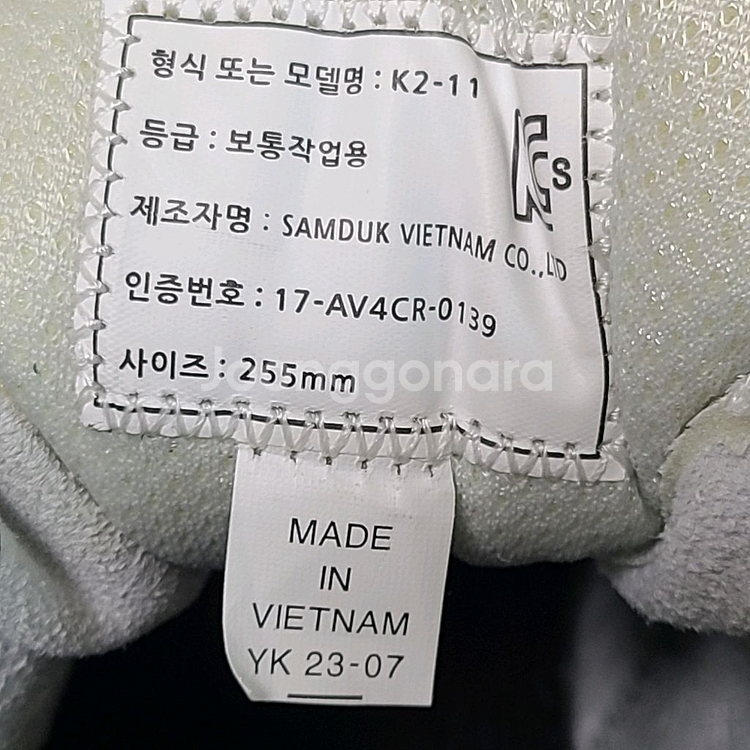 형식 또는 모델명 : K2-11
등급 : 보통작업용
KCs
제조자명 : SAMDUK VIETNAM CO.,LTD
인증번호 : 17-AV4CR-0139
사이즈 : 255mm
Joonggonara
MADE
IN
VIETNAM
YK 23-07